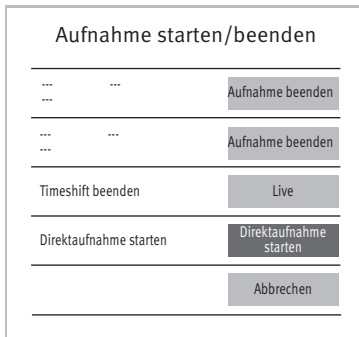 Aufnahme starten/beenden
--- --- Aufnahme beenden
---
--- --- Aufnahme beenden
---
Timeshift beenden Live
Direktaufnahme starten Direktaufnahme
starten
Abbrechen